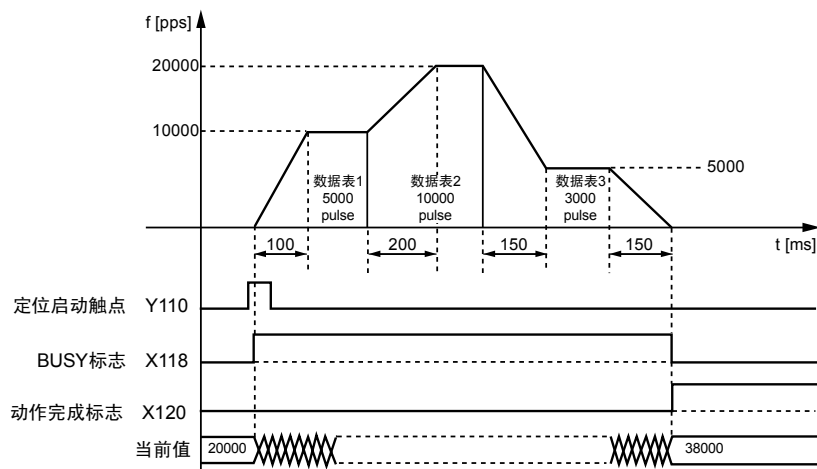 f [pps]
20000
10000
5000
数据表1
5000
pulse
数据表2
10000
pulse
数据表3
3000
pulse
100
200
150
150
t [ms]
定位启动触点 Y110
BUSY标志 X118
动作完成标志 X120
当前值 20000 38000